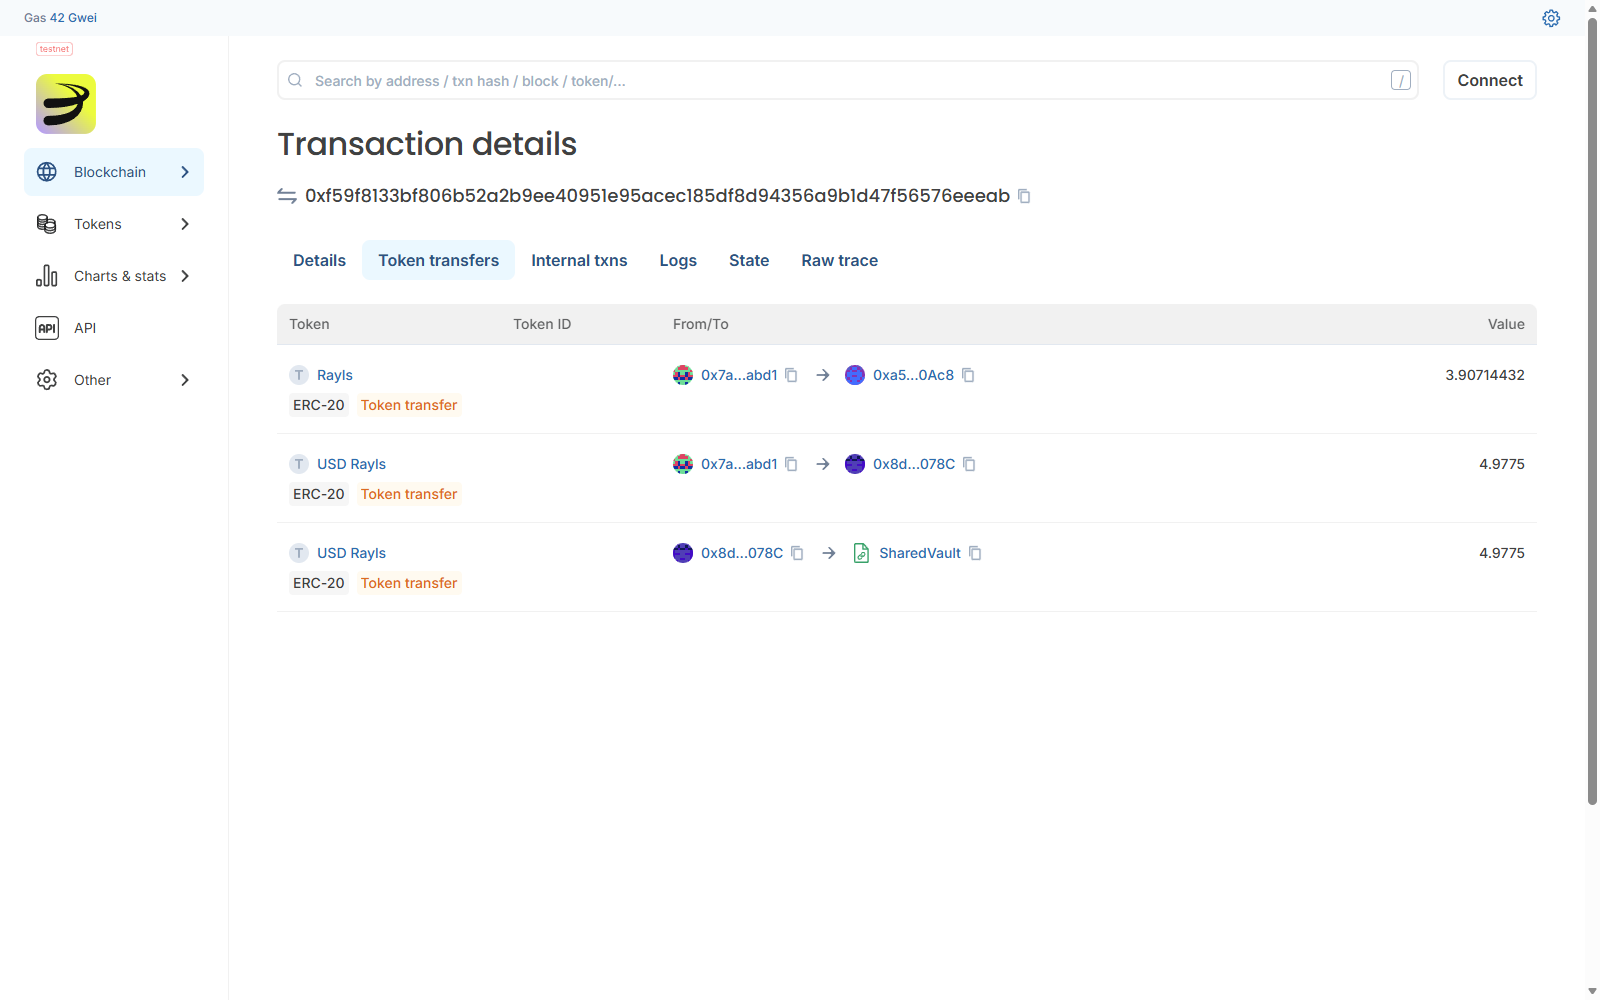 Gas 42 Gwei
testnet
Search by address / txn hash / block / token/...
/
Connect
Blockchain
Tokens
Charts & stats
API
API
Other
Transaction details
0xf59f8133bf806b52a2b9ee40951e95acec185df8d94356a9b1d47f56576eeeab
Details Token transfers Internal txns Logs State Raw trace
Token Token ID From/To Value
T Rayls 0x7a...abd1 → 0xa5...0Ac8 3.90714432
ERC-20 Token transfer
T USD Rayls 0x7a...abd1 → 0x8d...078C 4.9775
ERC-20 Token transfer
T USD Rayls 0x8d...078C → SharedVault 4.9775
ERC-20 Token transfer